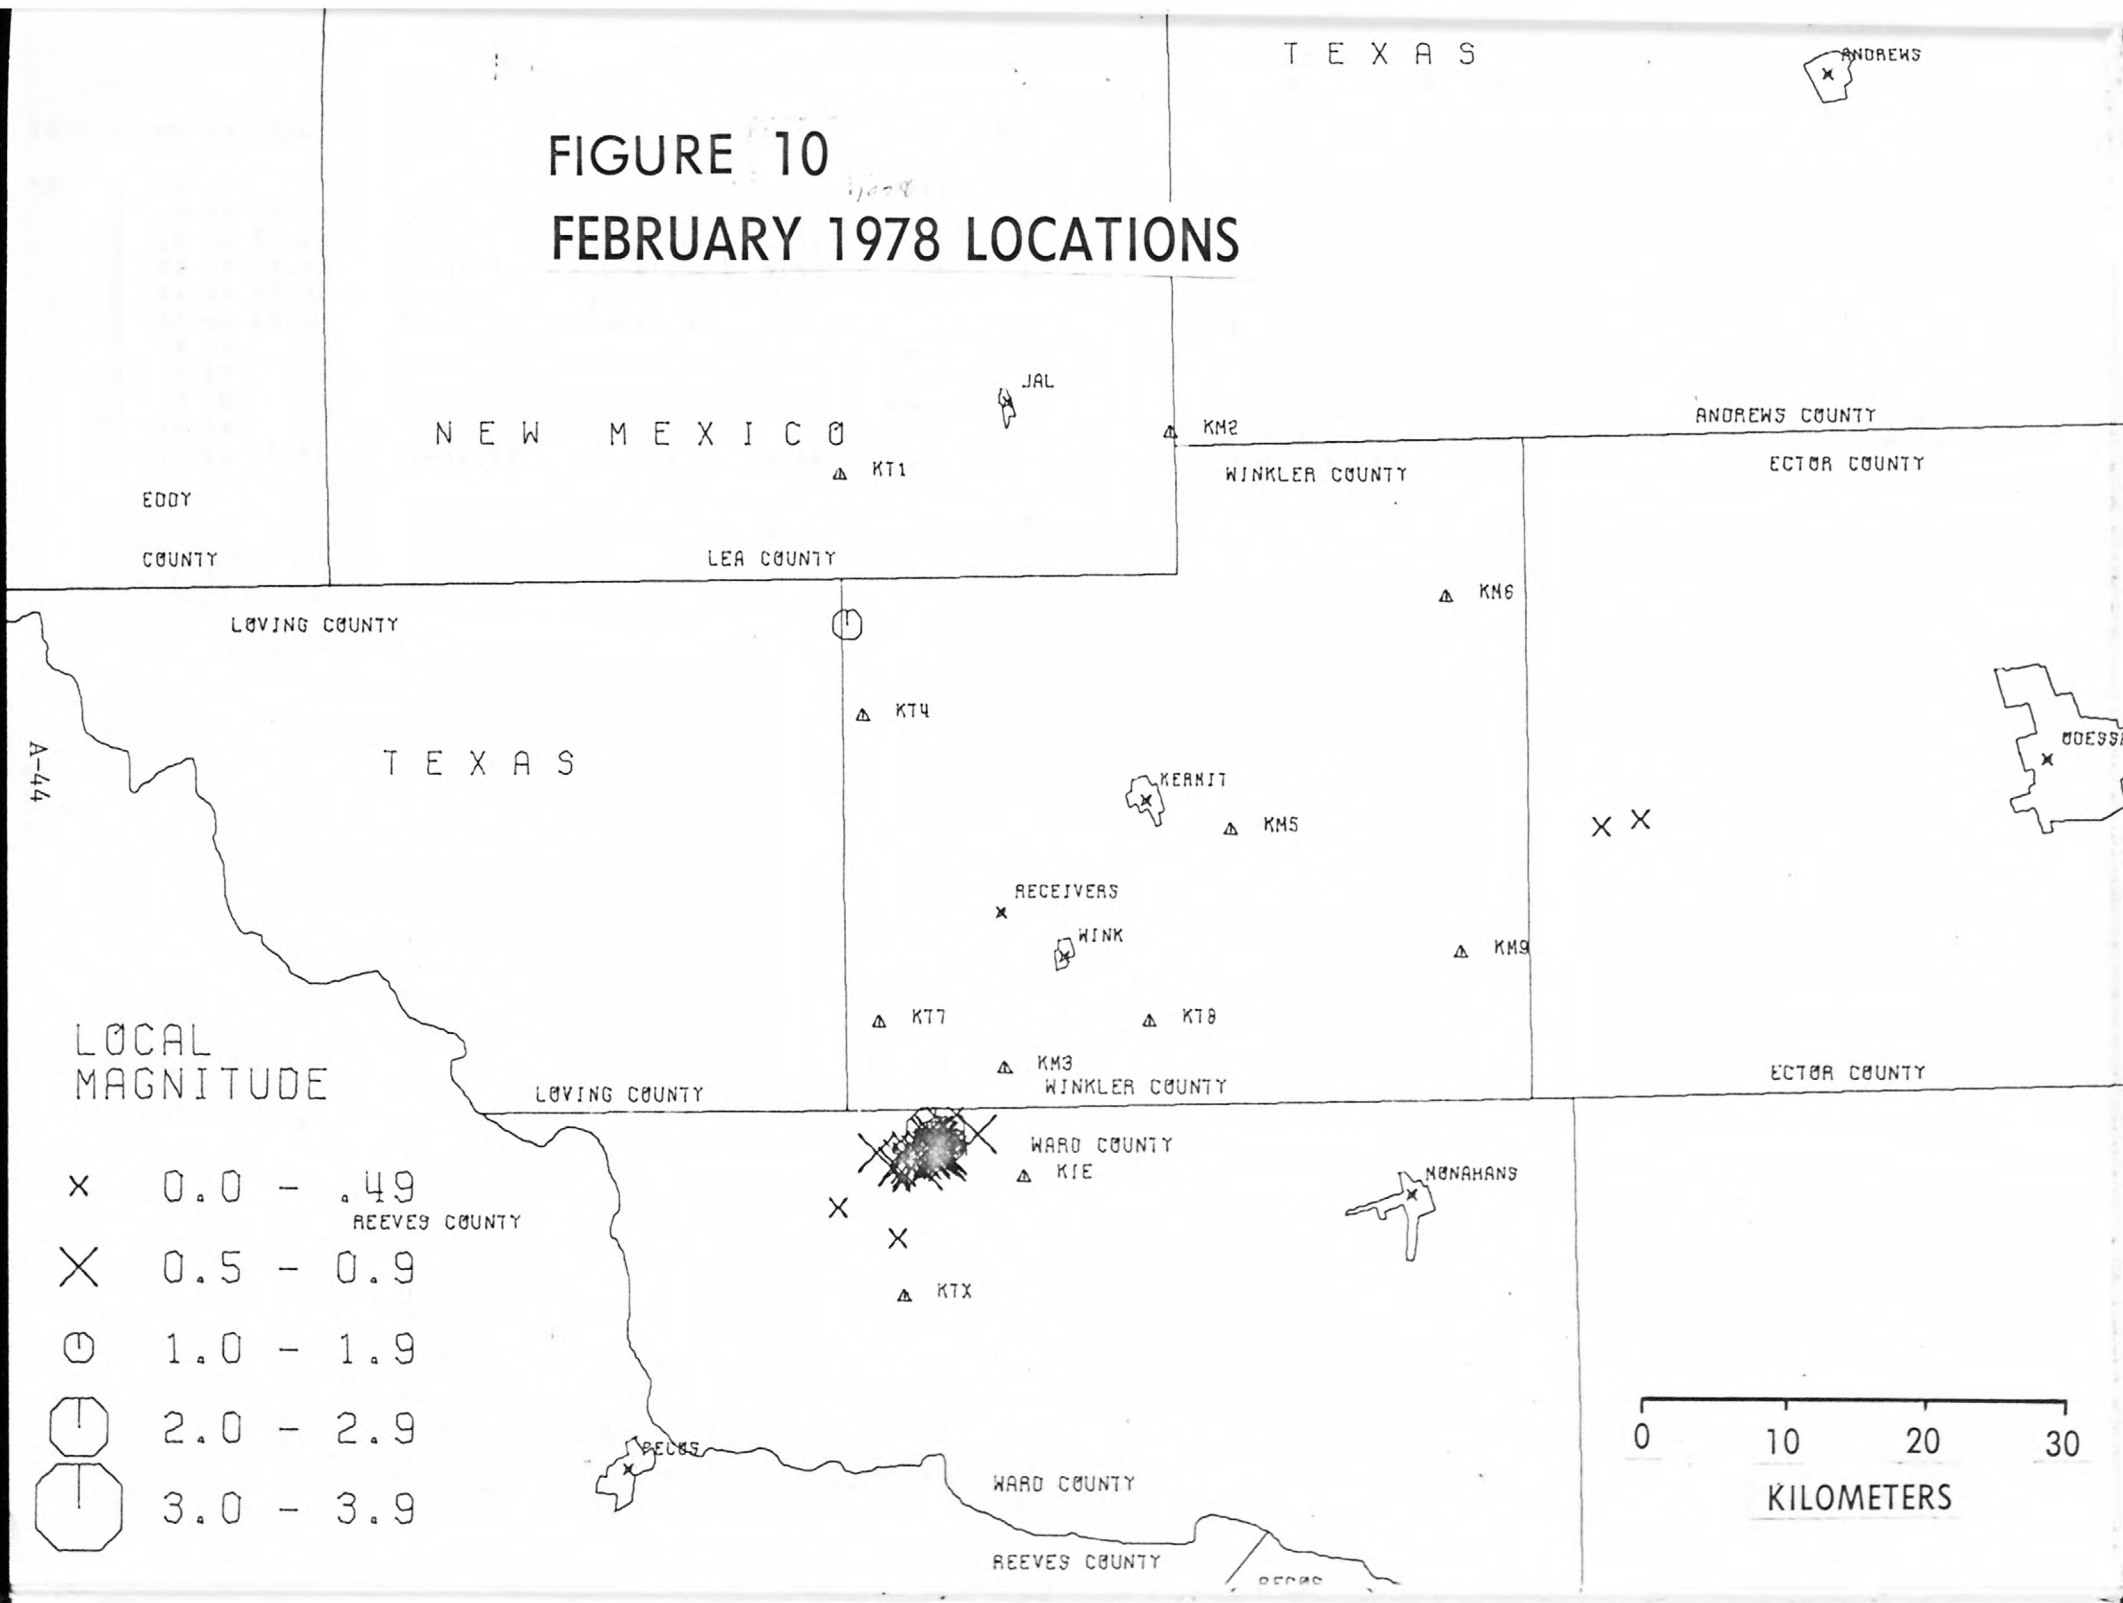 TEXAS
ANDREWS
FIGURE 10
1978
FEBRUARY 1978 LOCATIONS
JAL
NEW MEXICO
KM2
ANDREWS COUNTY
KT1
WINKLER COUNTY
ECTOR COUNTY
EDDY
COUNTY
LEA COUNTY
KM6
LOVING COUNTY
KT4
ODESSA
A-44
TEXAS
KERMIT
KM5
RECEIVERS
WINK
KM9
KT7
KT8
LOCAL
MAGNITUDE
KM3
WINKLER COUNTY
LOVING COUNTY
ECTOR COUNTY
WARD COUNTY
KIE
MONAHANS
0.0 - .49
REEVES COUNTY
0.5 - 0.9
KTX
1.0 - 1.9
2.0 - 2.9
PECOS
3.0 - 3.9
0 10 20 30
KILOMETERS
WARD COUNTY
REEVES COUNTY
PECOS